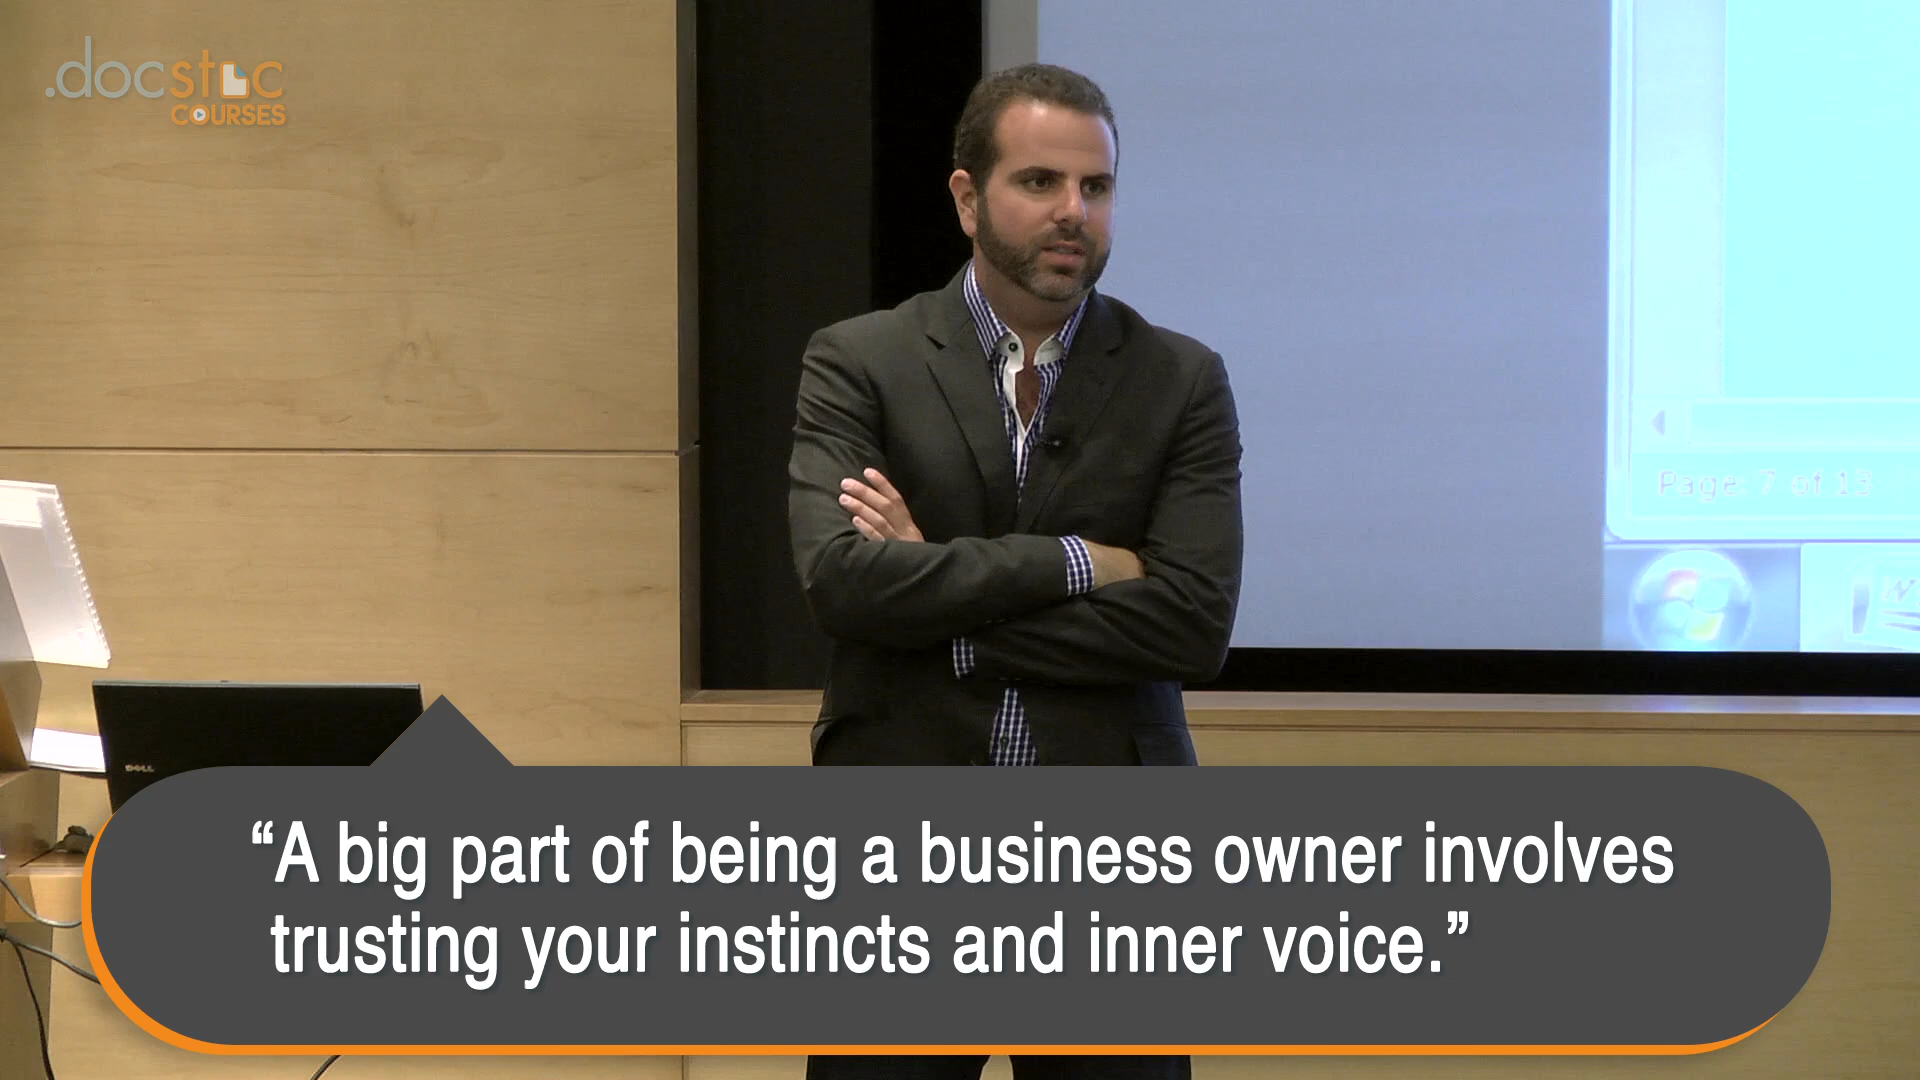 .docstoc
COURSES
Page: 7 of 13
DELL
“A big part of being a business owner involves
trusting your instincts and inner voice.”